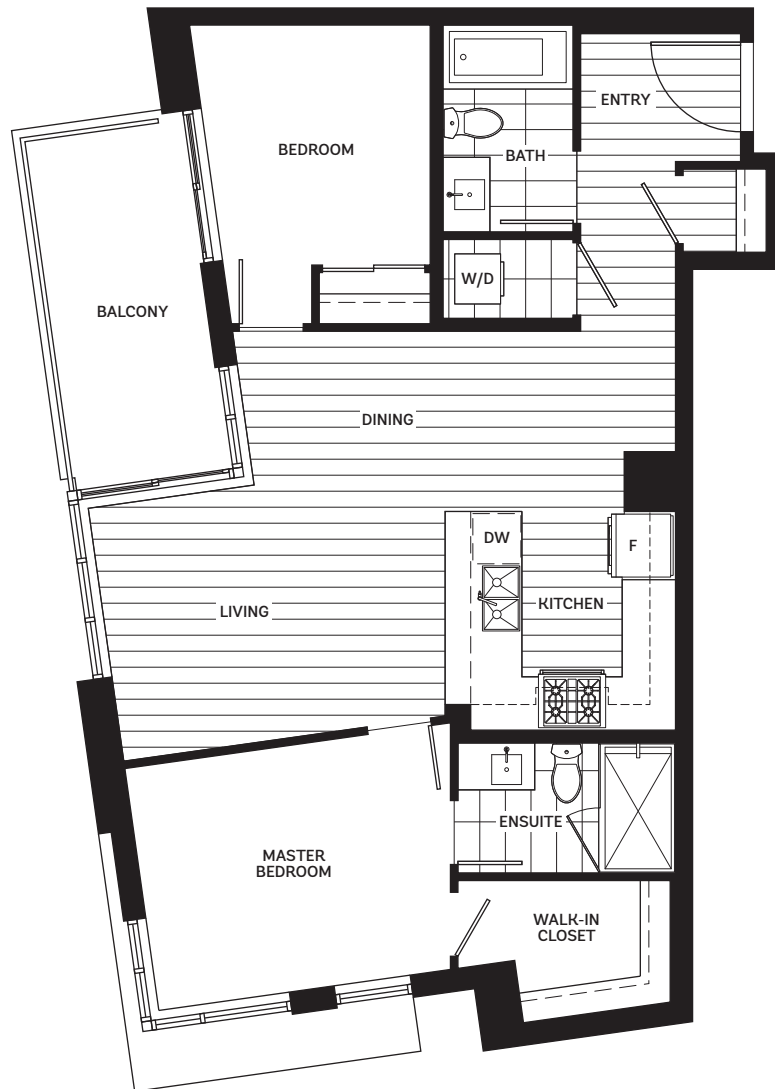 ENTRY
BEDROOM
BATH
W/D
BALCONY
DINING
DW
F
KITCHEN
LIVING
ENSUITE
MASTER
BEDROOM
WALK-IN
CLOSET